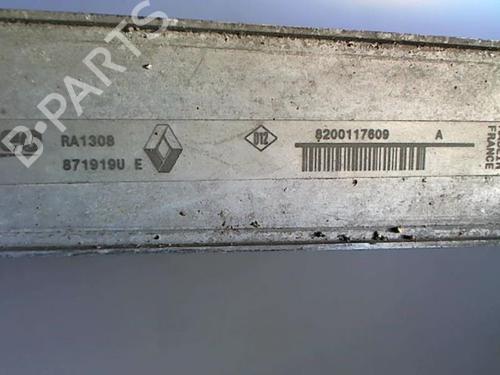 B-PARTS
RA1308
871919U E
012
8200117609 A
FRANCE